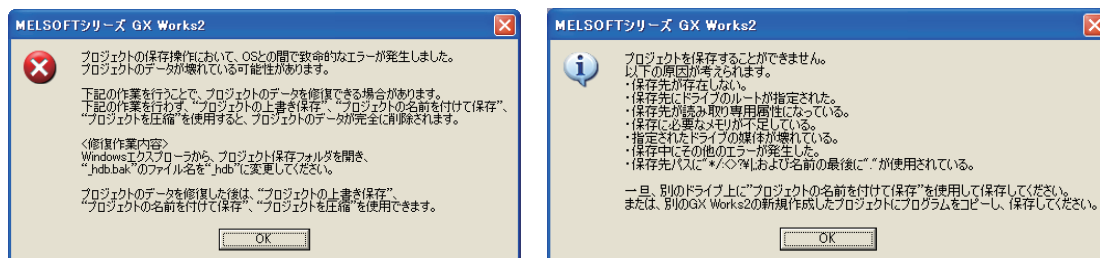 MELSOFTシリーズ GX Works2
プロジェクトの保存操作において、OSとの間で致命的なエラーが発生しました。
プロジェクトのデータが壊れている可能性があります。
下記の作業を行うことで、プロジェクトのデータを修復できる場合があります。
下記の作業を行わず、"プロジェクトの上書き保存"、"プロジェクトの名前を付けて保存"、
"プロジェクトを圧縮"を使用すると、プロジェクトのデータが完全に削除されます。
<修復作業内容>
Windowsエクスプローラから、プロジェクト保存フォルダを開き、
"_hdb.bak"のファイル名を"_hdb"に変更してください。
プロジェクトのデータを修復した後は、"プロジェクトの上書き保存"、
"プロジェクトの名前を付けて保存"、"プロジェクトを圧縮"を使用できます。
OK
MELSOFTシリーズ GX Works2
プロジェクトを保存することができません。
以下の原因が考えられます。
・保存先が存在しない。
・保存先にドライブのルートが指定された。
・保存先が読み取り専用属性になっている。
・保存に必要なメモリが不足している。
・指定されたドライブの媒体が壊れている。
・保存中にその他のエラーが発生した。
・保存先パスに"*/:<>?¥|および名前の最後に"."が使用されている。
一旦、別のドライブ上に"プロジェクトの名前を付けて保存"を使用して保存してください。
または、別のGX Works2の新規作成したプロジェクトにプログラムをコピーし、保存してください。
OK